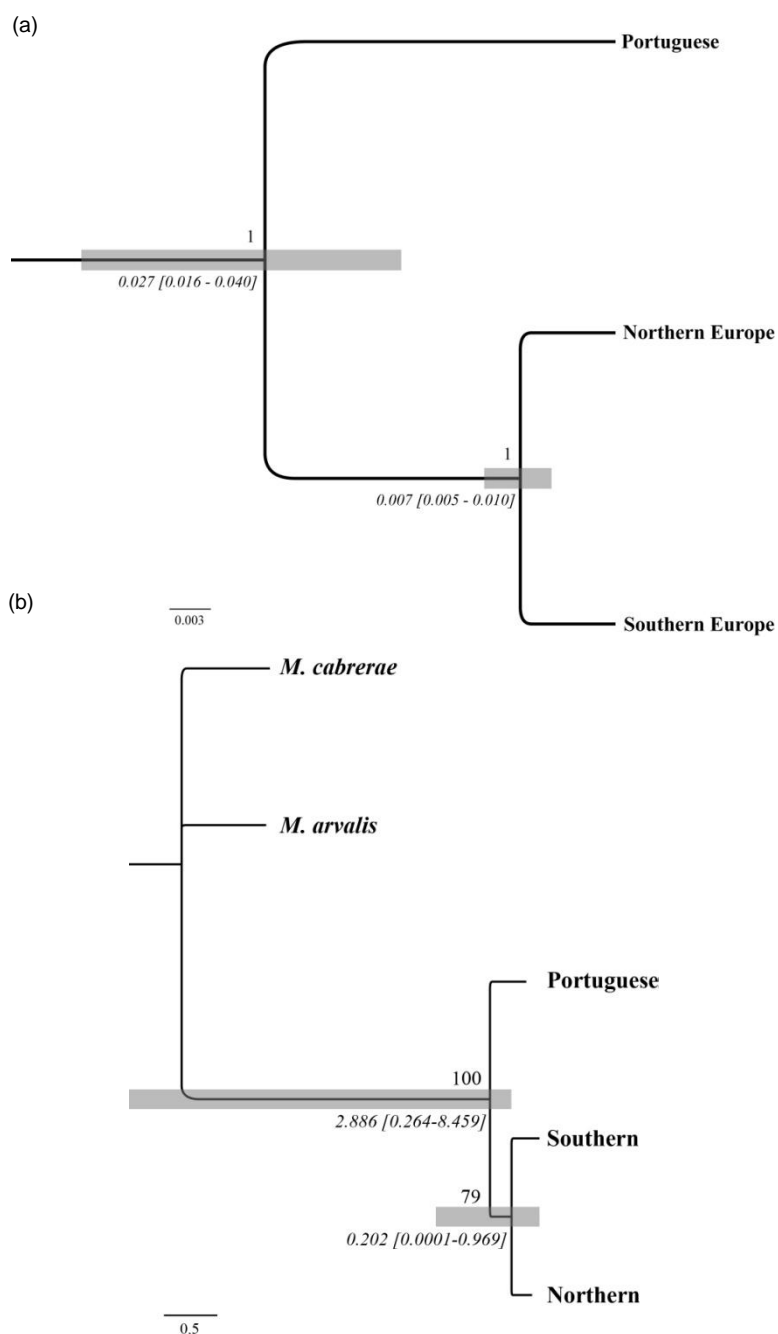 (a)
Portuguese
1
0.027 [0.016 - 0.040]
Northern Europe
1
0.007 [0.005 - 0.010]
Southern Europe
0.003
(b)
M. cabrerae
M. arvalis
Portuguese
100
2.886 [0.264-8.459]
Southern
79
0.202 [0.0001-0.969]
Northern
0.5